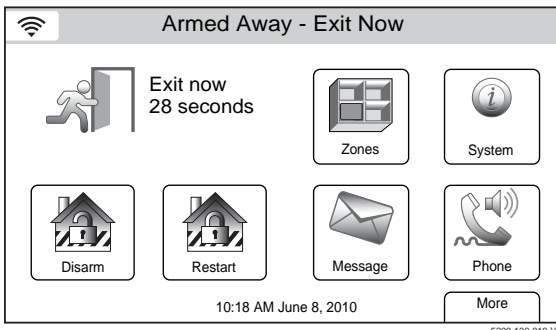 Armed Away - Exit Now
Exit now
28 seconds
Zones
System
Disarm
Restart
Message
Phone
10:18 AM June 8, 2010
More